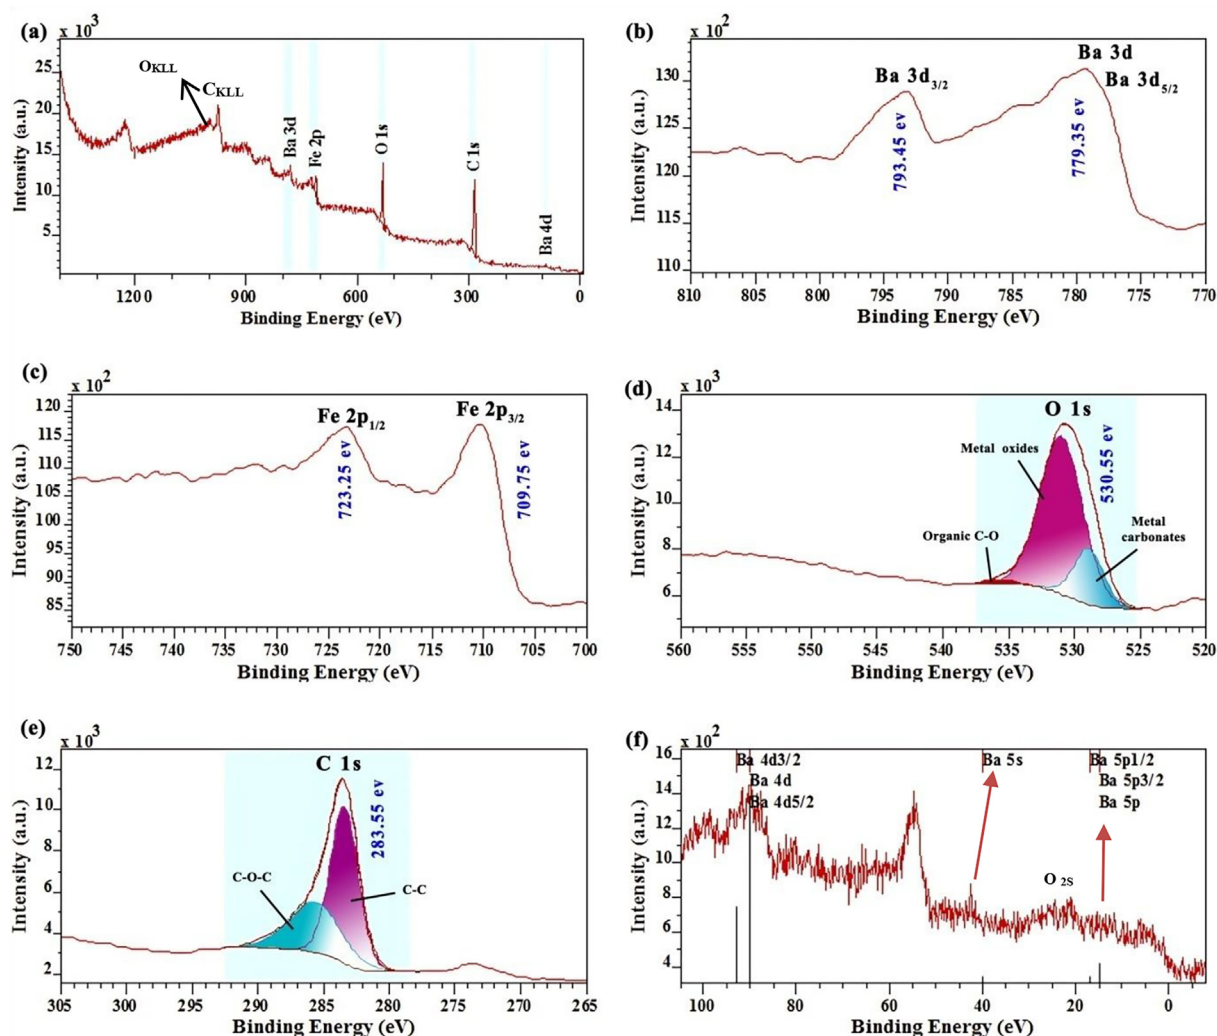 (a)
x 10³
25
20
15
10
5
Intensity (a.u.)
OKLL
CKLL
Ba 3d
Fe 2p
O 1s
C 1s
Ba 4d
1200 900 600 300 0
Binding Energy (eV)
(b)
x 10²
130
125
120
115
110
Intensity (a.u.)
Ba 3d3/2
793.45 ev
Ba 3d
Ba 3d5/2
779.35 ev
810 805 800 795 790 785 780 775 770
Binding Energy (eV)
(c)
x 10²
120
115
110
105
100
95
90
85
Intensity (a.u.)
Fe 2p1/2
723.25 ev
Fe 2p3/2
709.75 ev
750 745 740 735 730 725 720 715 710 705 700
Binding Energy (eV)
(d)
x 10³
14
12
10
8
6
Intensity (a.u.)
O 1s
Metal oxides
530.55 ev
Organic C-O
Metal
carbonates
560 555 550 545 540 535 530 525 520
Binding Energy (eV)
(e)
x 10³
12
10
8
6
4
2
Intensity (a.u.)
C 1s
283.55 ev
C-O-C
C-C
305 300 295 290 285 280 275 270 265
Binding Energy (eV)
(f)
x 10²
16
14
12
10
8
6
4
Intensity (a.u.)
Ba 4d3/2
Ba 4d
Ba 4d5/2
Ba 5s
Ba 5p1/2
Ba 5p3/2
Ba 5p
O 2S
100 80 60 40 20 0
Binding Energy (eV)